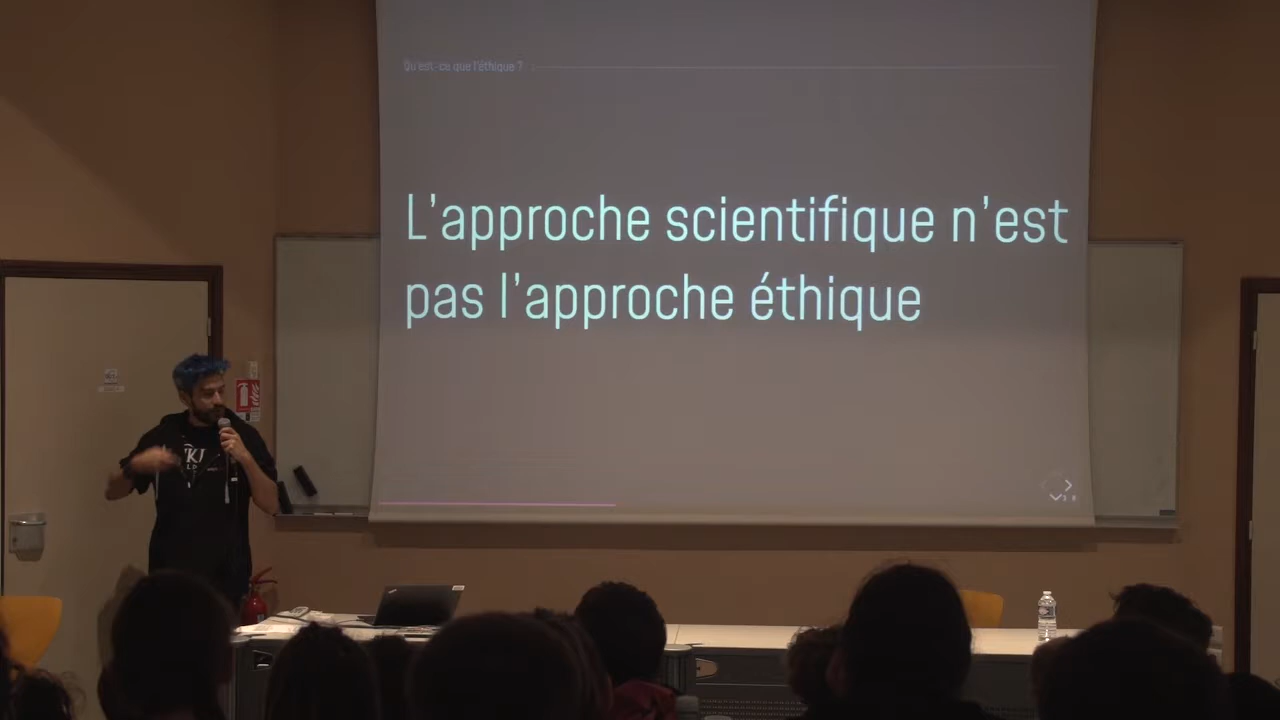 Qu'est-ce que l'éthique ?
L'approche scientifique n'est
pas l'approche éthique